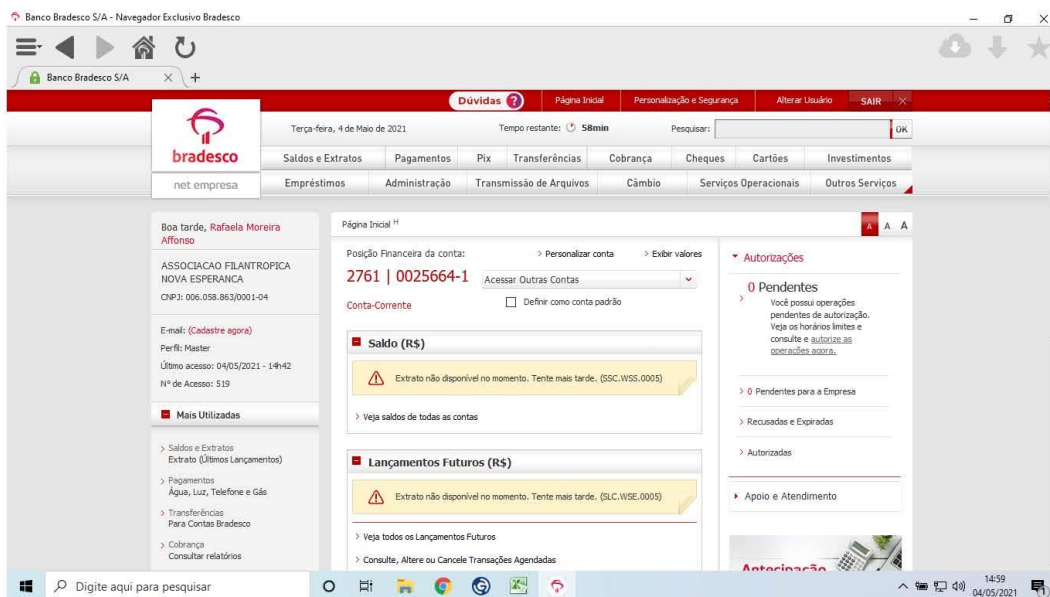 Banco Bradesco S/A - Navegador Exclusivo Bradesco
Banco Bradesco S/A
Dúvidas ? Página Inicial Personalização e Segurança Alterar Usuário SAIR
Terça-feira, 4 de Maio de 2021 Tempo restante: 58min Pesquisar: OK
bradesco
net empresa
Saldos e Extratos Pagamentos Pix Transferências Cobrança Cheques Cartões Investimentos
Empréstimos Administração Transmissão de Arquivos Câmbio Serviços Operacionais Outros Serviços
Boa tarde, Rafaela Moreira
Affonso
ASSOCIACAO FILANTROPICA
NOVA ESPERANCA
CNPJ: 006.058.863/0001-04
E-mail: (Cadastre agora)
Perfil: Master
Último acesso: 04/05/2021 - 14h42
Nº de Acesso: 519
Mais Utilizadas
Saldos e Extratos
Extrato (Últimos Lançamentos)
Pagamentos
Água, Luz, Telefone e Gás
Transferências
Para Contas Bradesco
Cobrança
Consultar relatórios
Página Inicial H
A A A
Posição Financeira da conta: Personalizar conta Exibir valores
2761 | 0025664-1 Acessar Outras Contas
Conta-Corrente Definir como conta padrão
Saldo (R$)
Extrato não disponível no momento. Tente mais tarde. (SSC.WSS.0005)
Veja saldos de todas as contas
Lançamentos Futuros (R$)
Extrato não disponível no momento. Tente mais tarde. (SLC.WSE.0005)
Veja todos os Lançamentos Futuros
Consulte, Altere ou Cancele Transações Agendadas
Autorizações
0 Pendentes
Você possui operações
pendentes de autorização.
Veja os horários limites e
consulte e autorize as
operações agora.
0 Pendentes para a Empresa
Recusadas e Expiradas
Autorizadas
Apoio e Atendimento
Antecipação
Digite aqui para pesquisar
14:59
04/05/2021